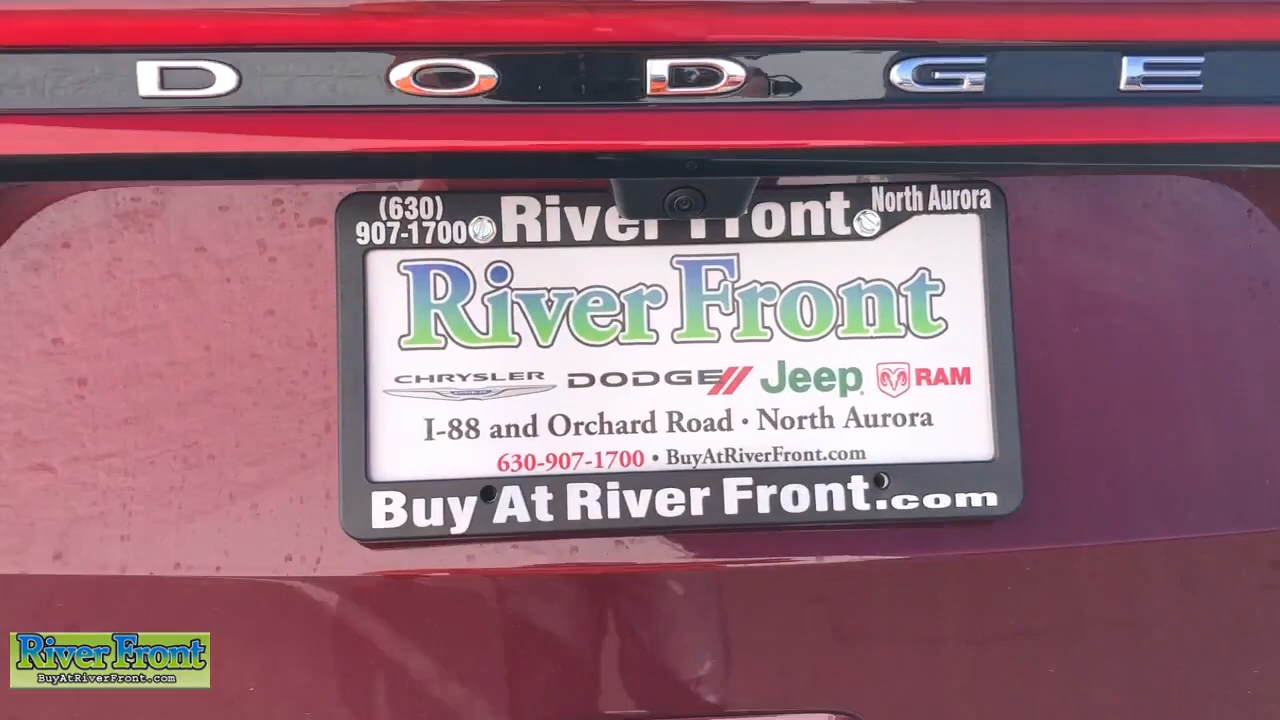 DODGE
(630)
907-1700 River Front North Aurora
River Front
CHRYSLER DODGE Jeep RAM
I-88 and Orchard Road • North Aurora
630-907-1700 • BuyAtRiverFront.com
Buy At River Front.com
River Front
BuyAtRiverFront.com